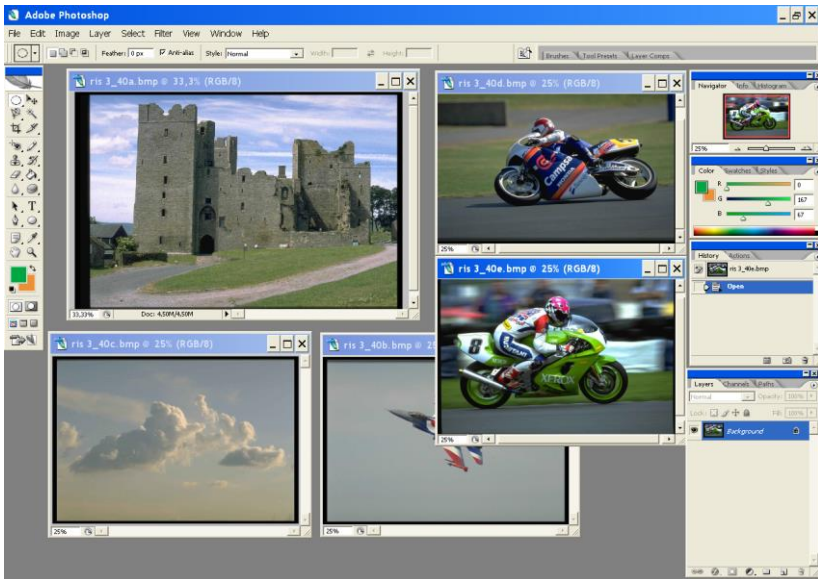 Adobe Photoshop
File Edit Image Layer Select Filter View Window Help
Feather: 0 px Anti-alias Style: Normal Width: Height: Brushes Tool Presets Layer Comps
ris 3_40a.bmp @ 33,3% (RGB/8)
33,33% Doc: 4,50M/4,50M
ris 3_40d.bmp @ 25% (RGB/8)
Campsa
25%
ris 3_40e.bmp @ 25% (RGB/8)
8
XEROX
25%
ris 3_40c.bmp @ 25% (RGB/8)
25%
ris 3_40b.bmp @ 25
25%
Navigator Info Histogram
25%
Color Swatches Styles
R 0
G 167
B 67
History Actions
ris 3_40e.bmp
Open
Layers Channels Paths
Normal Opacity: 100%
Lock: Fill: 100%
Background